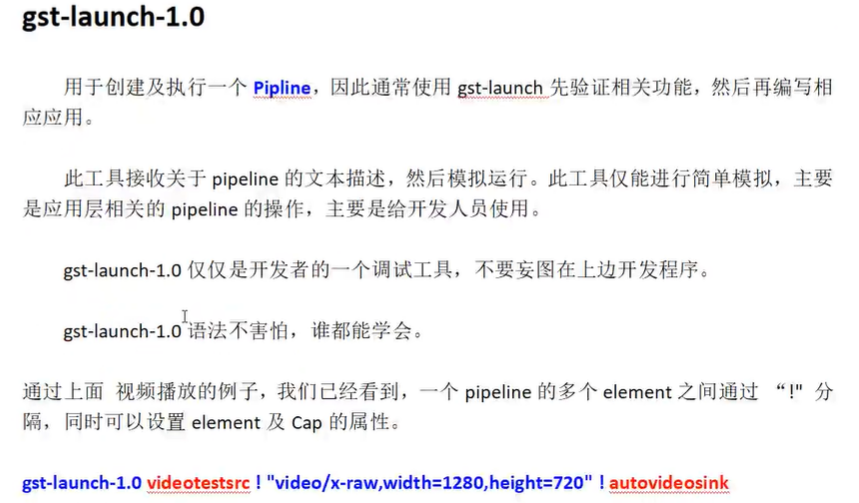 gst-launch-1.0
用于创建及执行一个 Pipline，因此通常使用 gst-launch 先验证相关功能，然后再编写相
应应用。
此工具接收关于 pipeline 的文本描述，然后模拟运行。此工具仅能进行简单模拟，主要
是应用层相关的 pipeline 的操作，主要是给开发人员使用。
gst-launch-1.0 仅仅是开发者的一个调试工具，不要妄图在上边开发程序。
gst-launch-1.0 语法不害怕，谁都能学会。
通过上面 视频播放的例子，我们已经看到，一个 pipeline 的多个 element 之间通过 “!" 分
隔，同时可以设置 element 及 Cap 的属性。
gst-launch-1.0 videotestsrc ! "video/x-raw,width=1280,height=720" ! autovideosink